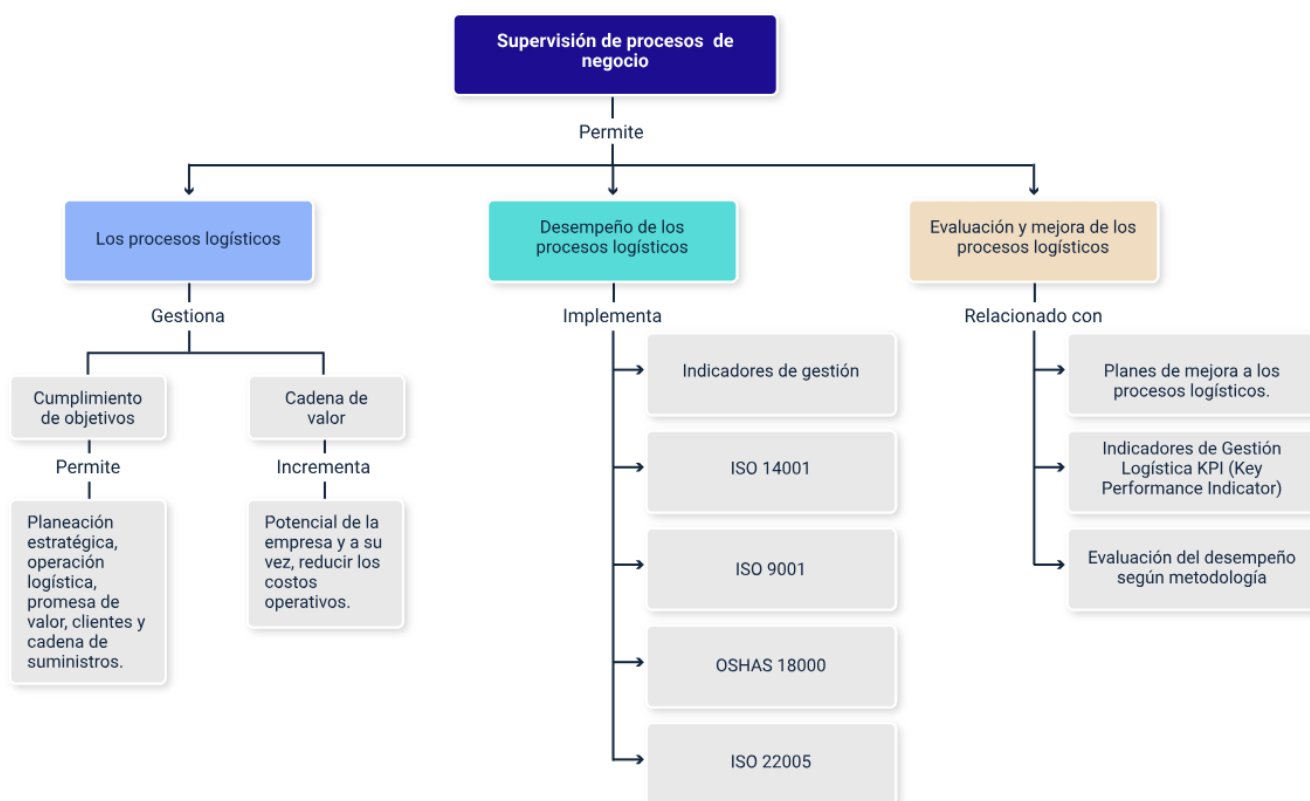 Supervisión de procesos de
negocio
Permite
Los procesos logísticos
Gestiona
Cumplimiento
de objetivos
Permite
Planeación
estratégica,
operación
logística,
promesa de
valor, clientes y
cadena de
suministros.
Cadena de
valor
Incrementa
Potencial de la
empresa y a su
vez, reducir los
costos
operativos.
Desempeño de los
procesos logísticos
Implementa
Indicadores de gestión
ISO 14001
ISO 9001
OSHAS 18000
ISO 22005
Evaluación y mejora de los
procesos logísticos
Relacionado con
Planes de mejora a los
procesos logísticos.
Indicadores de Gestión
Logística KPI (Key
Performance Indicator)
Evaluación del desempeño
según metodología